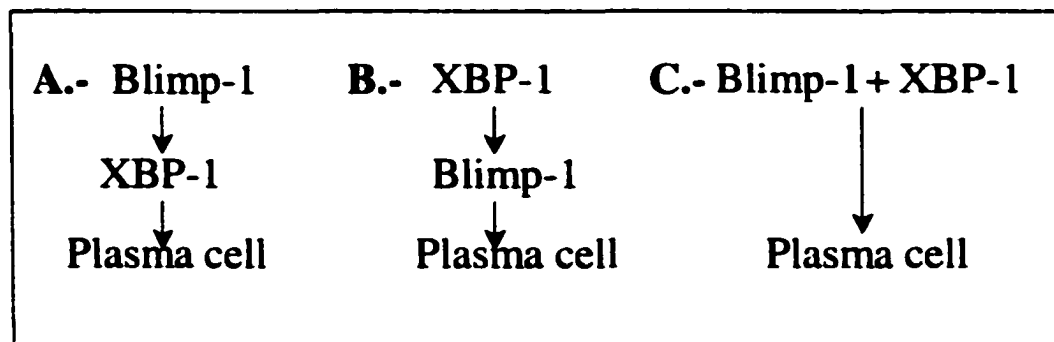 A.- Blimp-1 B.- XBP-1 C.- Blimp-1 + XBP-1
XBP-1 Blimp-1
Plasma cell Plasma cell Plasma cell